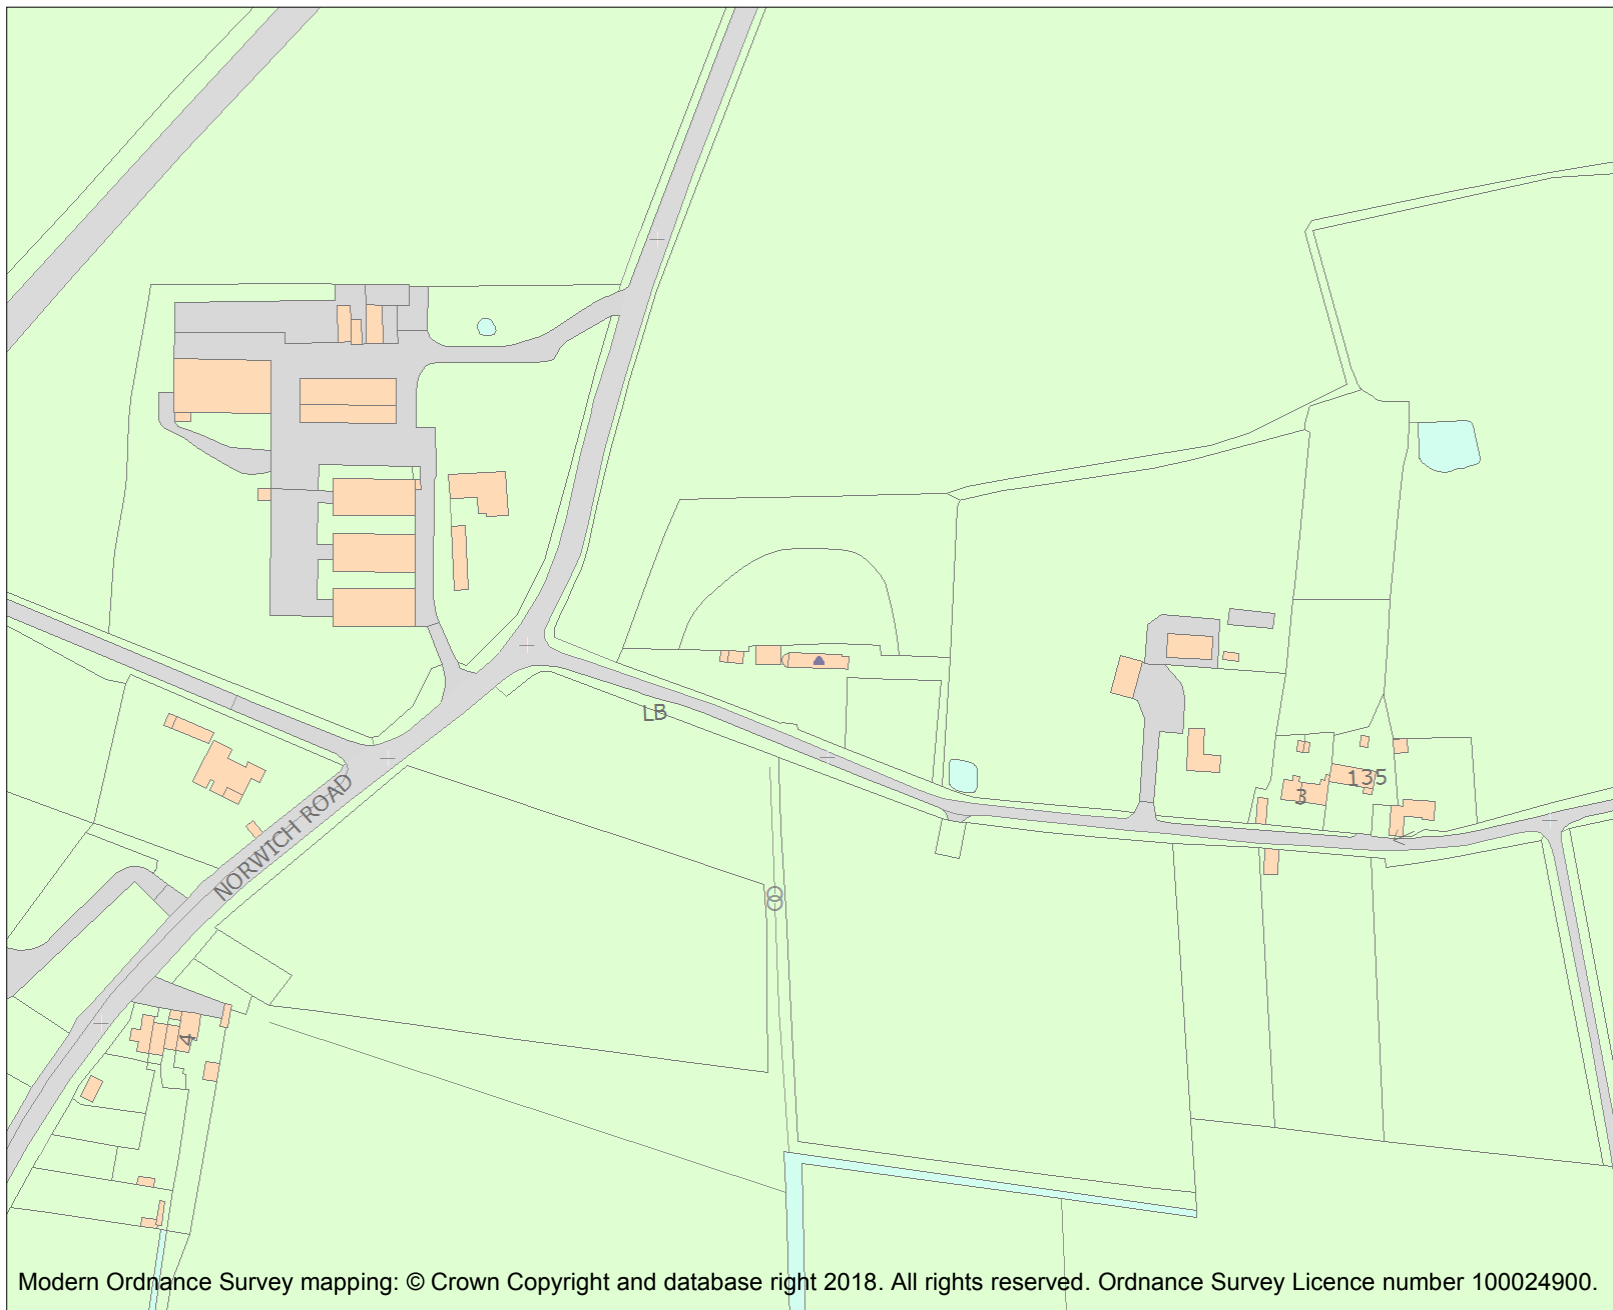 LB
135
3
NORWICH ROAD
4
Modern Ordnance Survey mapping: © Crown Copyright and database right 2018. All rights reserved. Ordnance Survey Licence number 100024900.